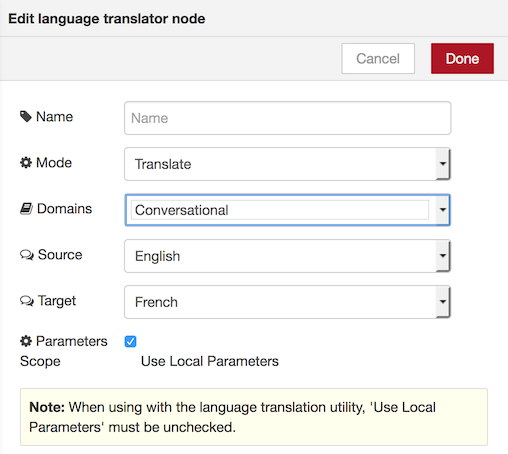 Edit language translator node
Cancel
Done
Name
Name
Mode
Translate
Domains
Conversational
Source
English
Target
French
Parameters
Scope
Use Local Parameters
Note: When using with the language translation utility, 'Use Local
Parameters' must be unchecked.